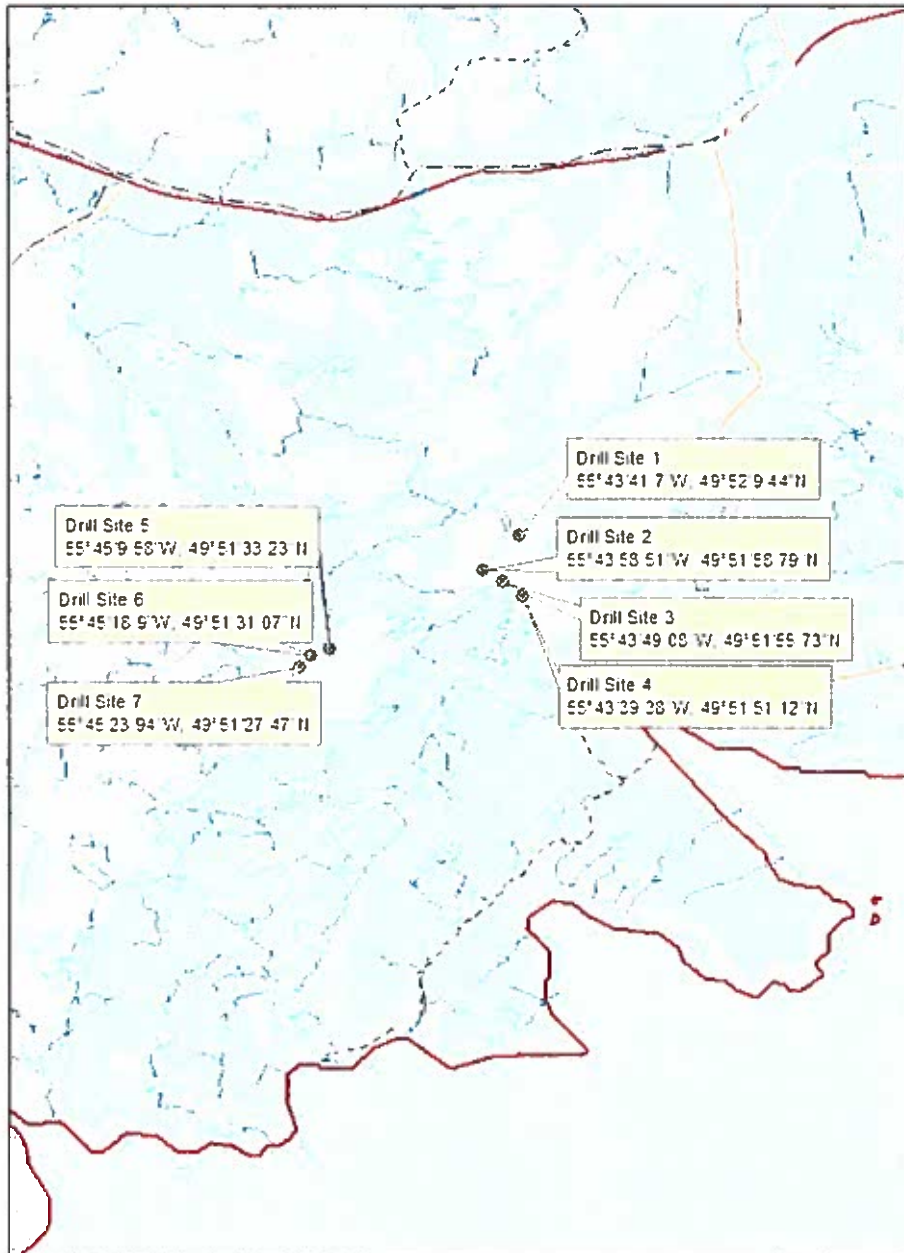 Drill Site 1
55°43'41.7"W, 49°52'9.44"N
Drill Site 2
55°43'58.51"W, 49°51'58.79"N
Drill Site 3
55°43'49.08"W, 49°51'55.73"N
Drill Site 4
55°43'39.38"W, 49°51'51.12"N
Drill Site 5
55°45'9.58"W, 49°51'33.23"N
Drill Site 6
55°45'18.9"W, 49°51'31.07"N
Drill Site 7
55°45'23.94"W, 49°51'27.47"N